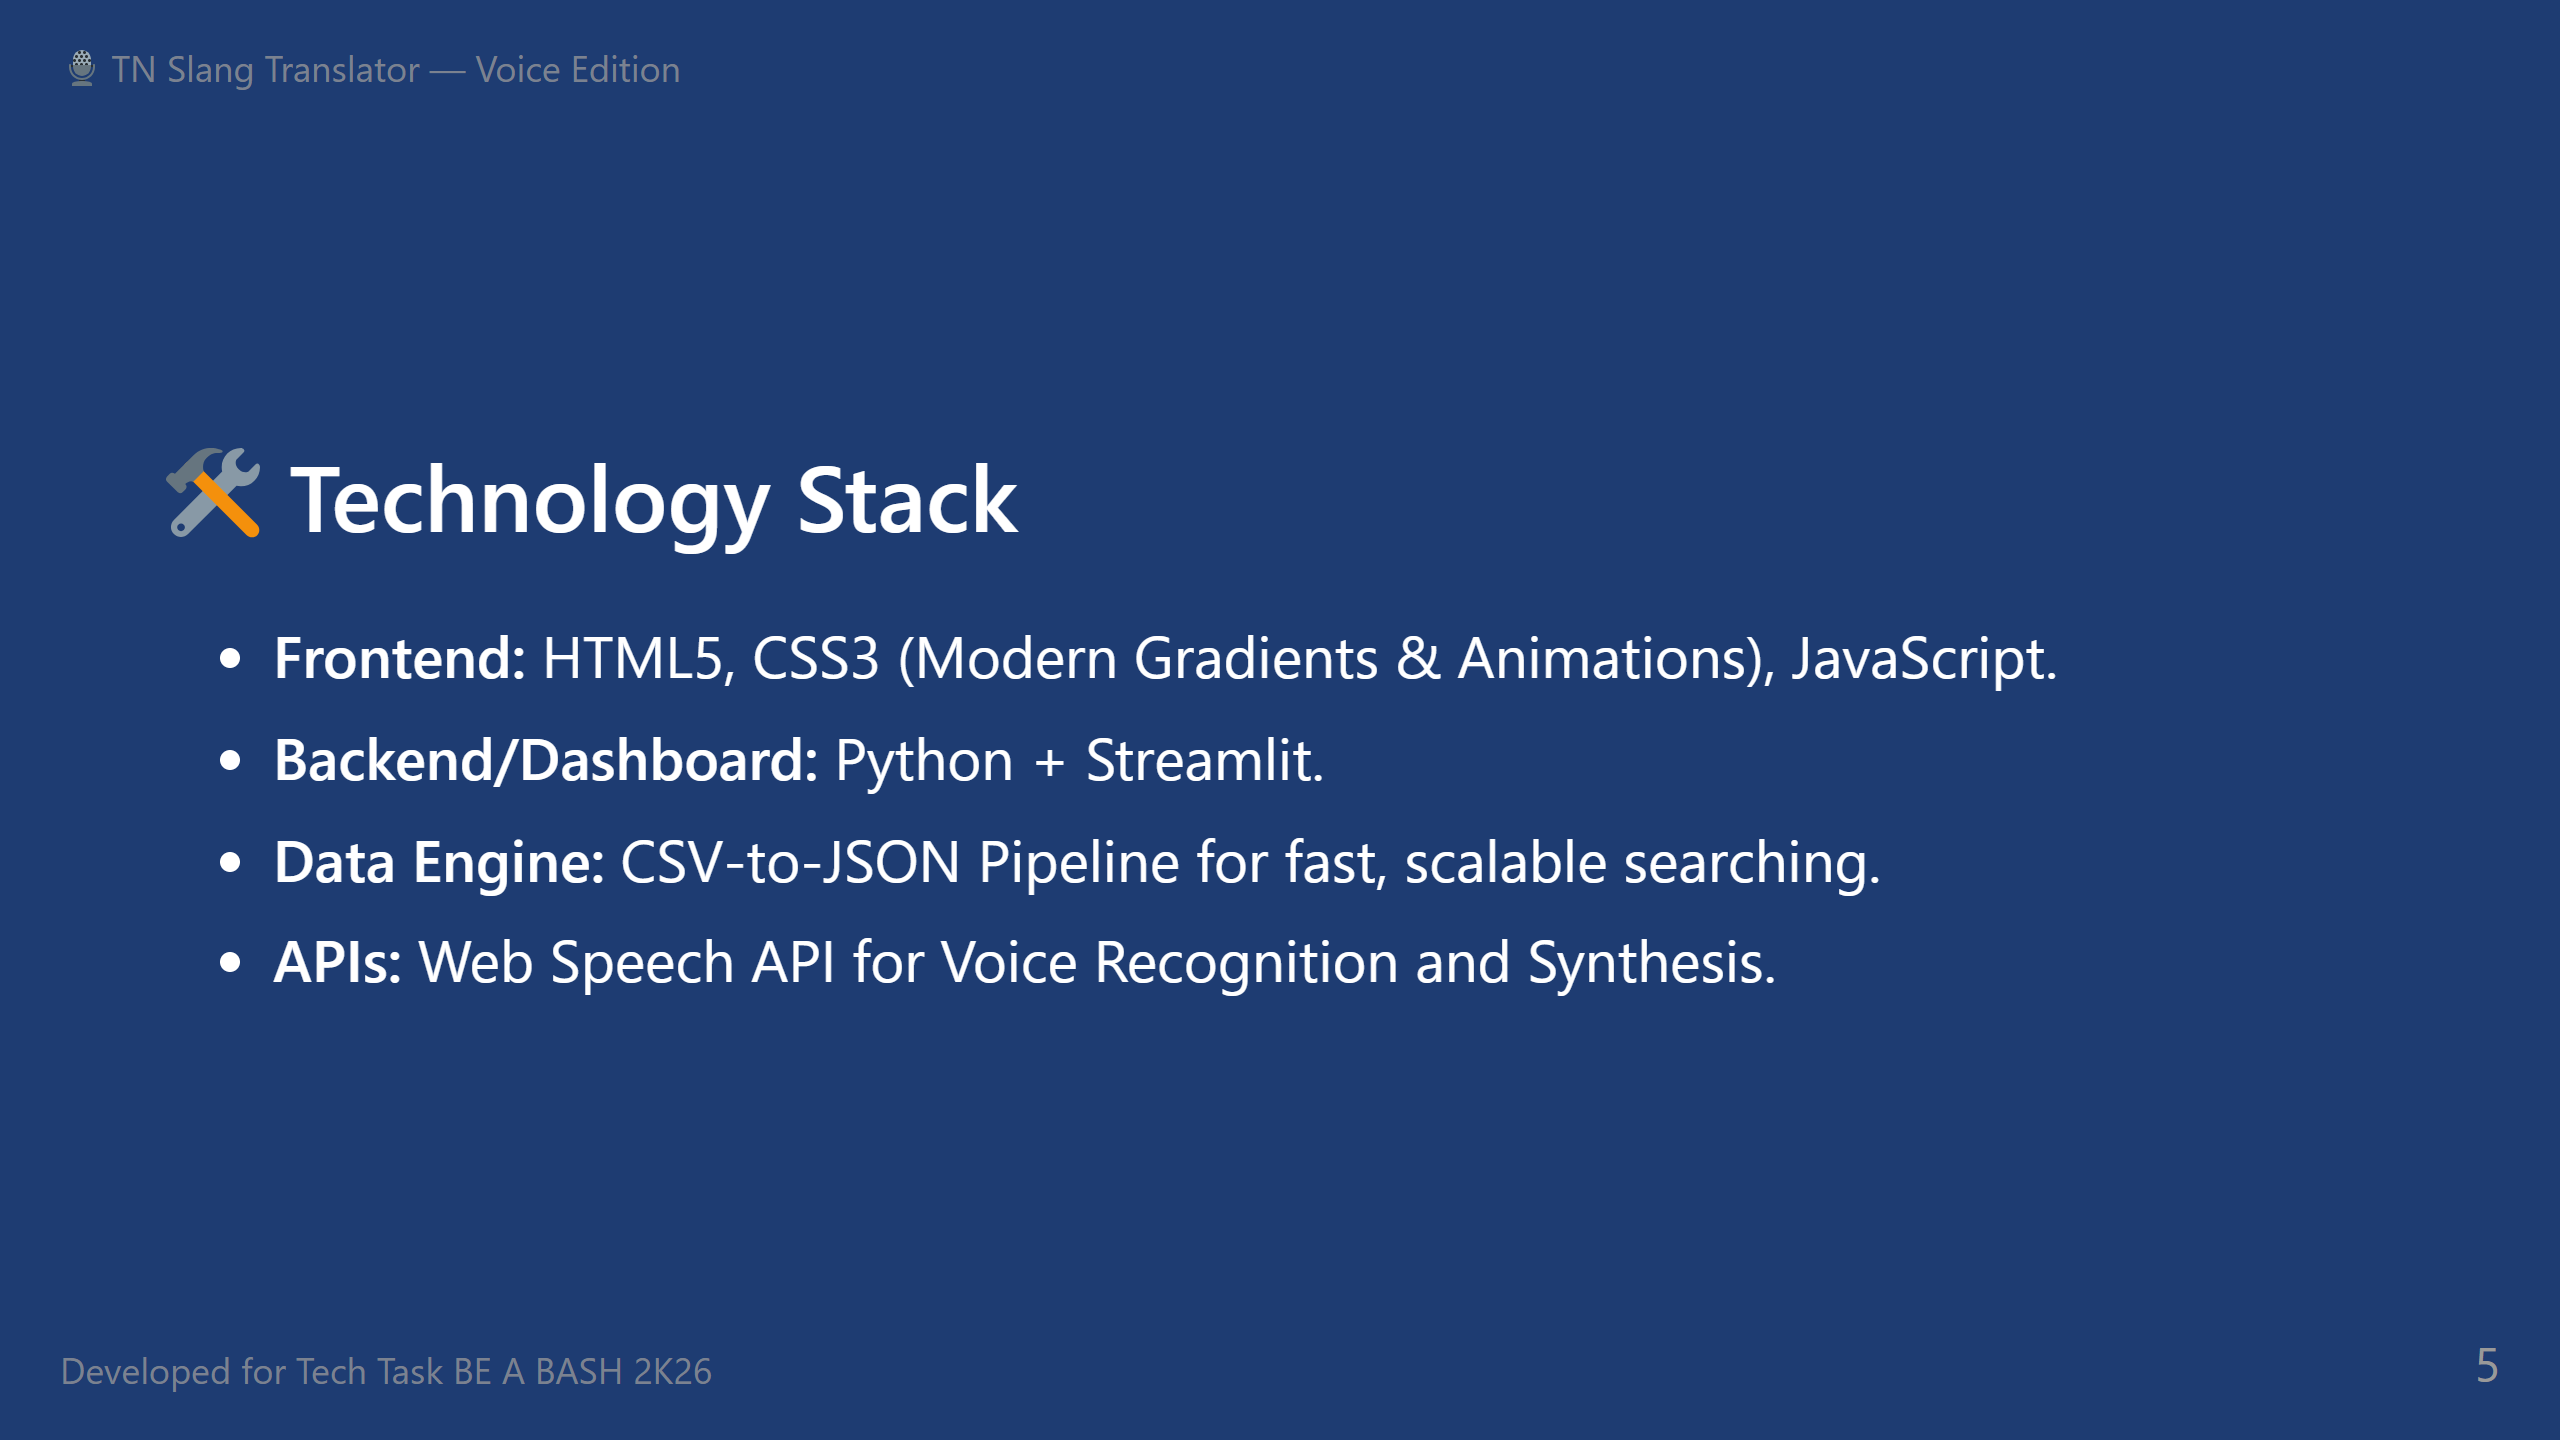 TN Slang Translator — Voice Edition
Technology Stack
• Frontend: HTML5, CSS3 (Modern Gradients & Animations), JavaScript.
• Backend/Dashboard: Python + Streamlit.
• Data Engine: CSV-to-JSON Pipeline for fast, scalable searching.
• APIs: Web Speech API for Voice Recognition and Synthesis.
Developed for Tech Task BE A BASH 2K26
5